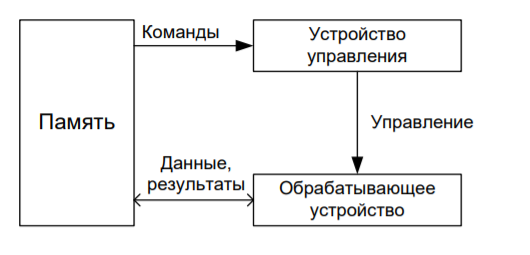 Команды
Устройство
управления
Память
Управление
Данные,
результаты
Обрабатывающее
устройство